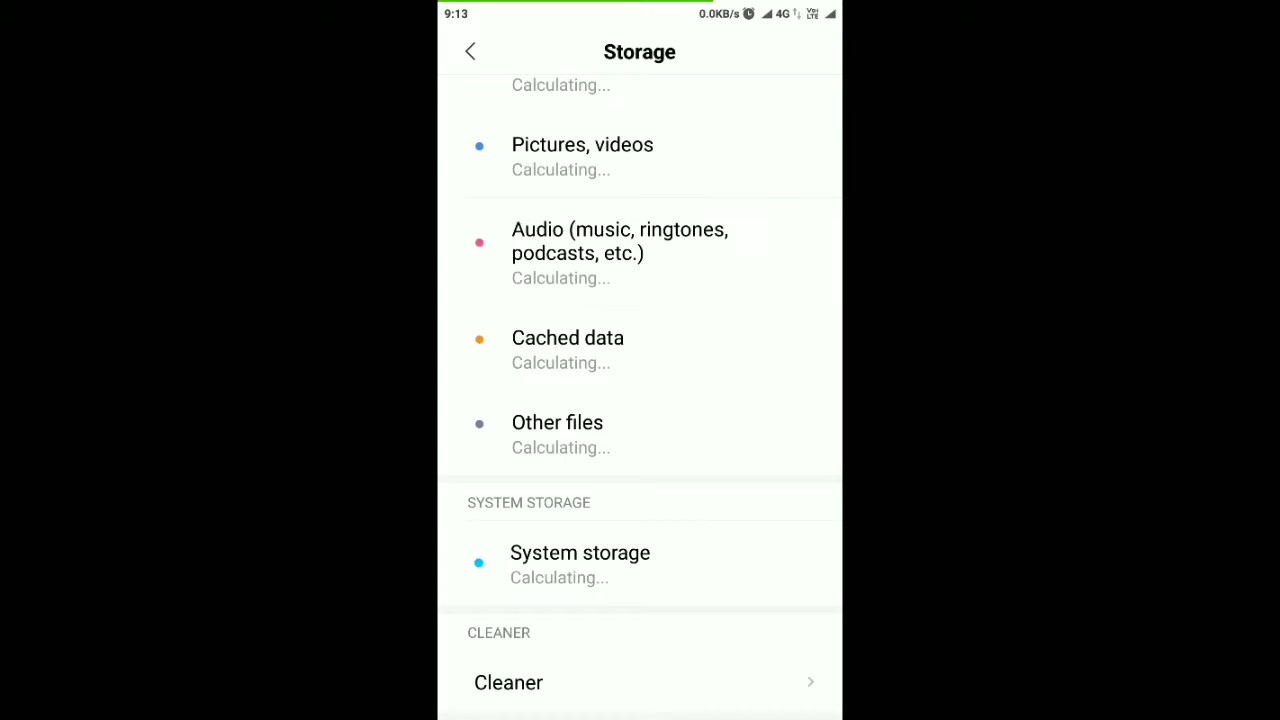 9:13
0.0KB/s 4G VoLTE
Storage
Calculating...
Pictures, videos
Calculating...
Audio (music, ringtones,
podcasts, etc.)
Calculating...
Cached data
Calculating...
Other files
Calculating...
SYSTEM STORAGE
System storage
Calculating...
CLEANER
Cleaner